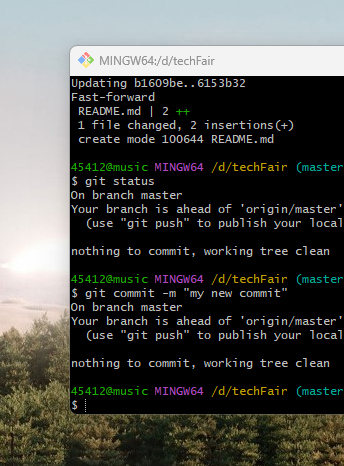 MINGW64:/d/techFair
Updating b1609be..6153b32
Fast-forward
README.md | 2 ++
1 file changed, 2 insertions(+)
create mode 100644 README.md
45412@music MINGW64 /d/techFair (master
$ git status
On branch master
Your branch is ahead of 'origin/master'
(use "git push" to publish your local
nothing to commit, working tree clean
45412@music MINGW64 /d/techFair (master
$ git commit -m "my new commit"
On branch master
Your branch is ahead of 'origin/master'
(use "git push" to publish your local
nothing to commit, working tree clean
45412@music MINGW64 /d/techFair (master
$